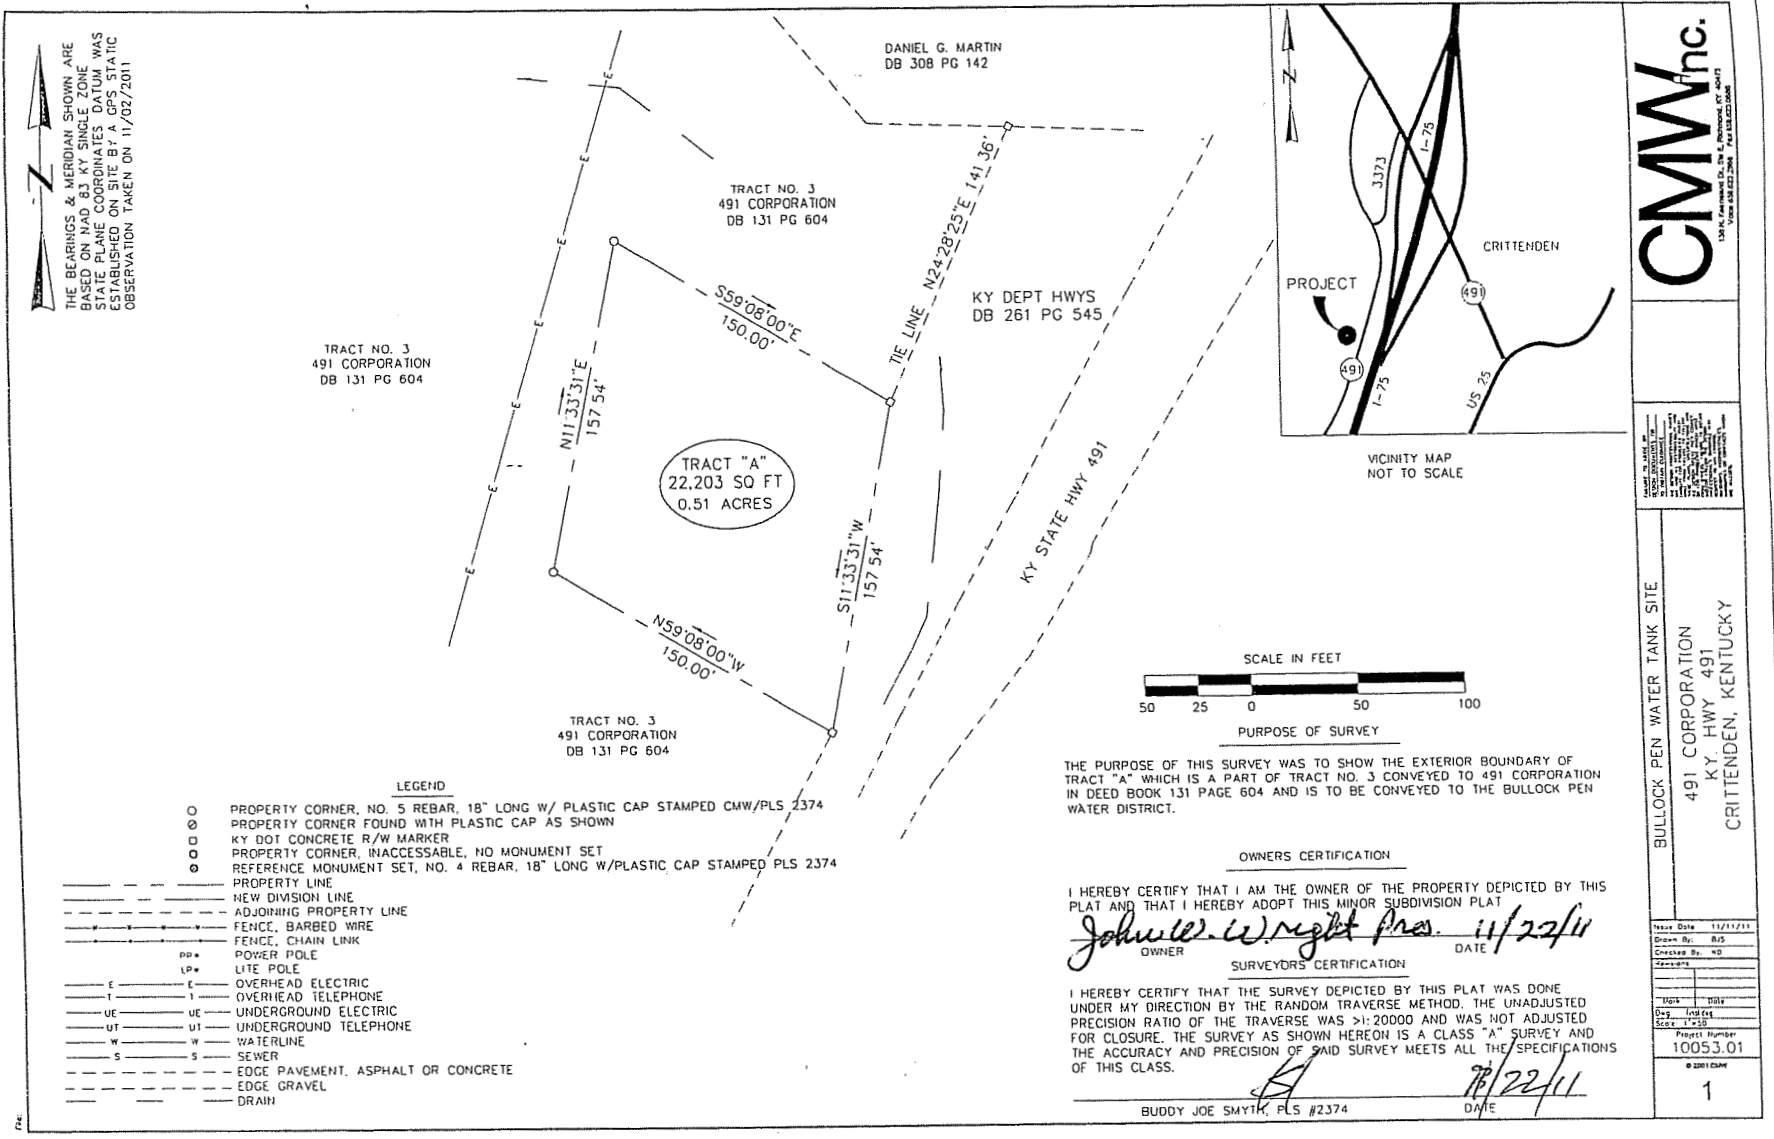 THE BEARINGS & MERIDIAN SHOWN ARE
BASED ON NAD 83 KY SINGLE ZONE
STATE PLANE COORDINATES DATUM WAS
ESTABLISHED ON SITE BY A GPS STATIC
OBSERVATION TAKEN ON 11/02/2011
N
DANIEL G. MARTIN
DB 308 PG 142
TRACT NO. 3
491 CORPORATION
DB 131 PG 604
TRACT NO. 3
491 CORPORATION
DB 131 PG 604
TRACT NO. 3
491 CORPORATION
DB 131 PG 604
E
E
E
E
E
E
E
S59°08'00"E
150.00'
N11°33'31"E
157.54'
S11°33'31"W
157.54'
N59°08'00"W
150.00'
TIE LINE N24°28'25"E 141.36'
TRACT "A"
22,203 SQ FT
0.51 ACRES
KY DEPT HWYS
DB 261 PG 545
KY STATE HWY 491
N
3373
I-75
CRITTENDEN
PROJECT
491
491
I-75
US 25
VICINITY MAP
NOT TO SCALE
SCALE IN FEET
50 25 0 50 100
PURPOSE OF SURVEY
THE PURPOSE OF THIS SURVEY WAS TO SHOW THE EXTERIOR BOUNDARY OF
TRACT "A" WHICH IS A PART OF TRACT NO. 3 CONVEYED TO 491 CORPORATION
IN DEED BOOK 131 PAGE 604 AND IS TO BE CONVEYED TO THE BULLOCK PEN
WATER DISTRICT.
OWNERS CERTIFICATION
I HEREBY CERTIFY THAT I AM THE OWNER OF THE PROPERTY DEPICTED BY THIS
PLAT AND THAT I HEREBY ADOPT THIS MINOR SUBDIVISION PLAT
John W. Wright Pres. 11/22/11
OWNER DATE
SURVEYORS CERTIFICATION
I HEREBY CERTIFY THAT THE SURVEY DEPICTED BY THIS PLAT WAS DONE
UNDER MY DIRECTION BY THE RANDOM TRAVERSE METHOD. THE UNADJUSTED
PRECISION RATIO OF THE TRAVERSE WAS >1:20000 AND WAS NOT ADJUSTED
FOR CLOSURE. THE SURVEY AS SHOWN HEREON IS A CLASS "A" SURVEY AND
THE ACCURACY AND PRECISION OF SAID SURVEY MEETS ALL THE SPECIFICATIONS
OF THIS CLASS.
/22/11
BUDDY JOE SMYTH, PLS #2374 DATE
LEGEND
PROPERTY CORNER, NO. 5 REBAR, 18" LONG W/ PLASTIC CAP STAMPED CMW/PLS 2374
PROPERTY CORNER FOUND WITH PLASTIC CAP AS SHOWN
KY DOT CONCRETE R/W MARKER
PROPERTY CORNER, INACCESSABLE, NO MONUMENT SET
REFERENCE MONUMENT SET, NO. 4 REBAR, 18" LONG W/PLASTIC CAP STAMPED PLS 2374
PROPERTY LINE
NEW DIVISION LINE
ADJOINING PROPERTY LINE
FENCE, BARBED WIRE
FENCE, CHAIN LINK
PP POWER POLE
LP LITE POLE
E E OVERHEAD ELECTRIC
T T OVERHEAD TELEPHONE
UE UE UNDERGROUND ELECTRIC
UT UT UNDERGROUND TELEPHONE
W W WATERLINE
S S SEWER
EDGE PAVEMENT, ASPHALT OR CONCRETE
EDGE GRAVEL
DRAIN
CMW Inc.
BULLOCK PEN WATER TANK SITE
491 CORPORATION
KY. HWY 491
CRITTENDEN, KENTUCKY
Issue Date 11/11/11
Drawn By: BJS
Checked By:
Revisions
Mark Date
Dwg
Scale 1"=50
Project Number
10053.01
1